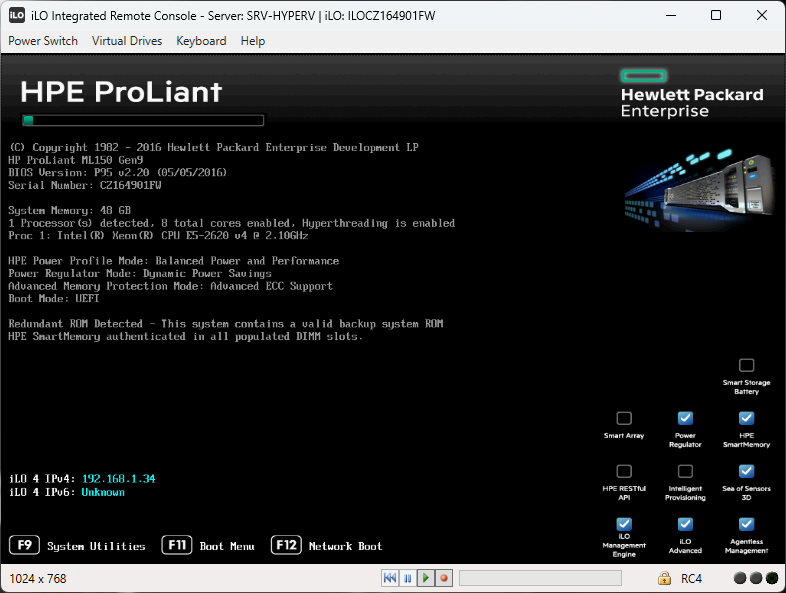 iLO Integrated Remote Console - Server: SRV-HYPERV | iLO: ILOCZ164901FW
Power Switch Virtual Drives Keyboard Help
HPE ProLiant
Hewlett Packard
Enterprise
(C) Copyright 1982 - 2016 Hewlett Packard Enterprise Development LP
HP ProLiant ML150 Gen9
BIOS Version: P95 v2.20 (05/05/2016)
Serial Number: CZ164901FW
System Memory: 48 GB
1 Processor(s) detected, 8 total cores enabled, Hyperthreading is enabled
Proc 1: Intel(R) Xeon(R) CPU E5-2620 v4 @ 2.10GHz
HPE Power Profile Mode: Balanced Power and Performance
Power Regulator Mode: Dynamic Power Savings
Advanced Memory Protection Mode: Advanced ECC Support
Boot Mode: UEFI
Redundant ROM Detected - This system contains a valid backup system ROM
HPE SmartMemory authenticated in all populated DIMM slots.
Smart Storage
Battery
Smart Array
Power
Regulator
HPE
SmartMemory
HPE RESTful
API
Intelligent
Provisioning
Sea of Sensors
3D
iLO
Management
Engine
iLO
Advanced
Agentless
Management
iLO 4 IPv4: 192.168.1.34
iLO 4 IPv6: Unknown
F9 System Utilities F11 Boot Menu F12 Network Boot
1024 x 768 RC4